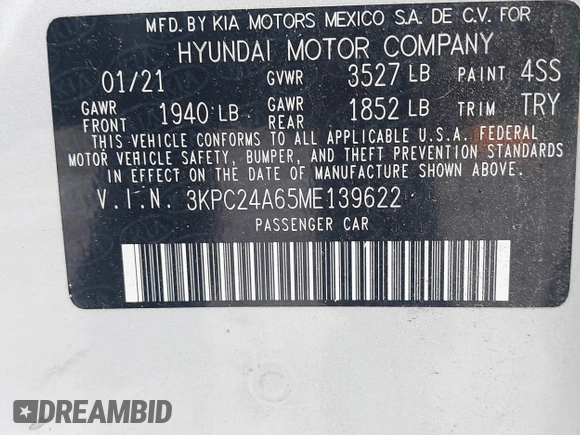 MFD. BY KIA MOTORS MEXICO S.A. DE C.V. FOR
HYUNDAI MOTOR COMPANY
01/21 GVWR 3527 LB PAINT 4SS
GAWR FRONT 1940 LB GAWR REAR 1852 LB TRIM TRY
THIS VEHICLE CONFORMS TO ALL APPLICABLE U.S.A. FEDERAL
MOTOR VEHICLE SAFETY, BUMPER, AND THEFT PREVENTION STANDARDS
IN EFFECT ON THE DATE OF MANUFACTURE SHOWN ABOVE.
V.I.N. 3KPC24A65ME139622
PASSENGER CAR
DREAMBID